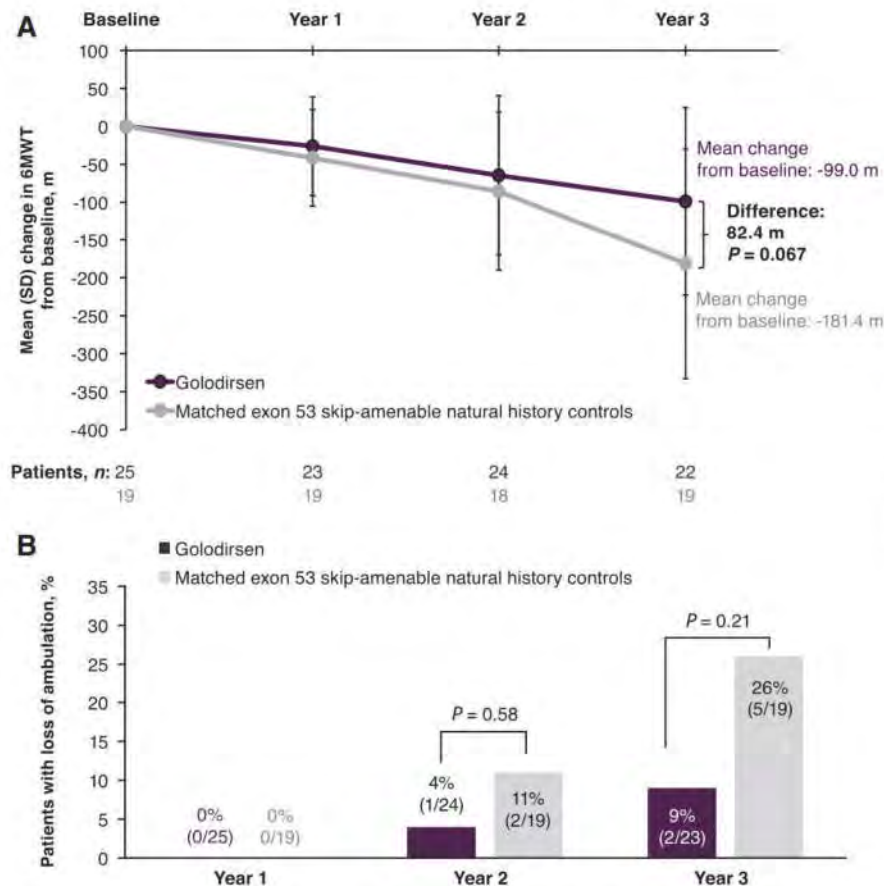 A
Baseline Year 1 Year 2 Year 3
100
50
0
-50
-100
-150
-200
-250
-300
-350
-400
Mean (SD) change in 6MWT
from baseline, m
Mean change
from baseline: -99.0 m
Difference:
82.4 m
P = 0.067
Mean change
from baseline: -181.4 m
Golodirsen
Matched exon 53 skip-amenable natural history controls
Patients, n: 25 23 24 22
19 19 18 19
B
Golodirsen
Matched exon 53 skip-amenable natural history controls
35
30
25
20
15
10
5
0
Patients with loss of ambulation, %
0%
(0/25)
0%
0/19)
P = 0.58
4%
(1/24)
11%
(2/19)
P = 0.21
9%
(2/23)
26%
(5/19)
Year 1 Year 2 Year 3